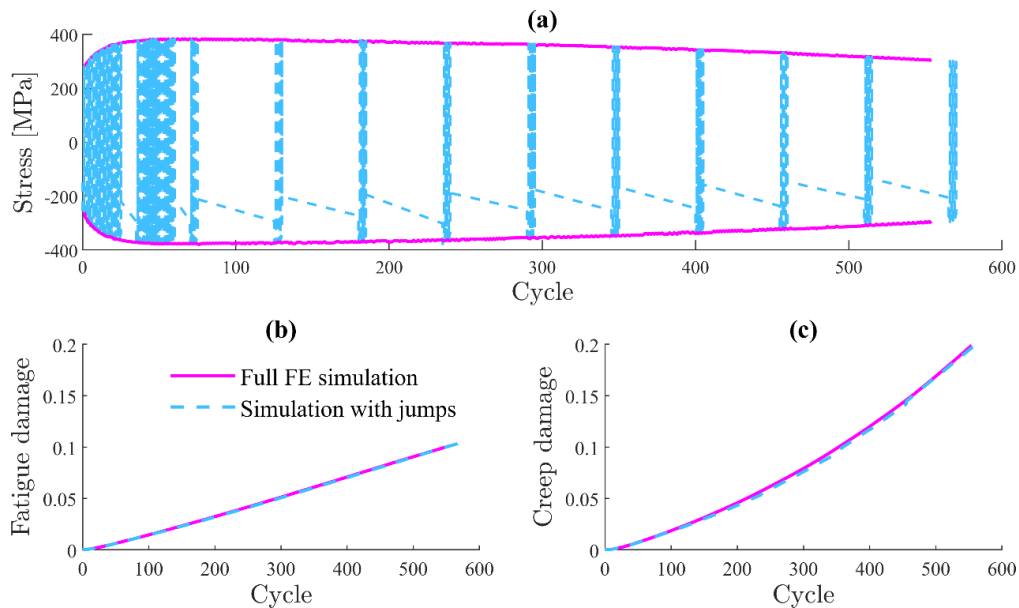 (a)
Stress [MPa]
400
200
0
-200
-400
0 100 200 300 400 500 600
Cycle
(b)
Fatigue damage
0.2
0.15
0.1
0.05
0
Full FE simulation
Simulation with jumps
0 100 200 300 400 500 600
Cycle
(c)
Creep damage
0.2
0.15
0.1
0.05
0
0 100 200 300 400 500 600
Cycle